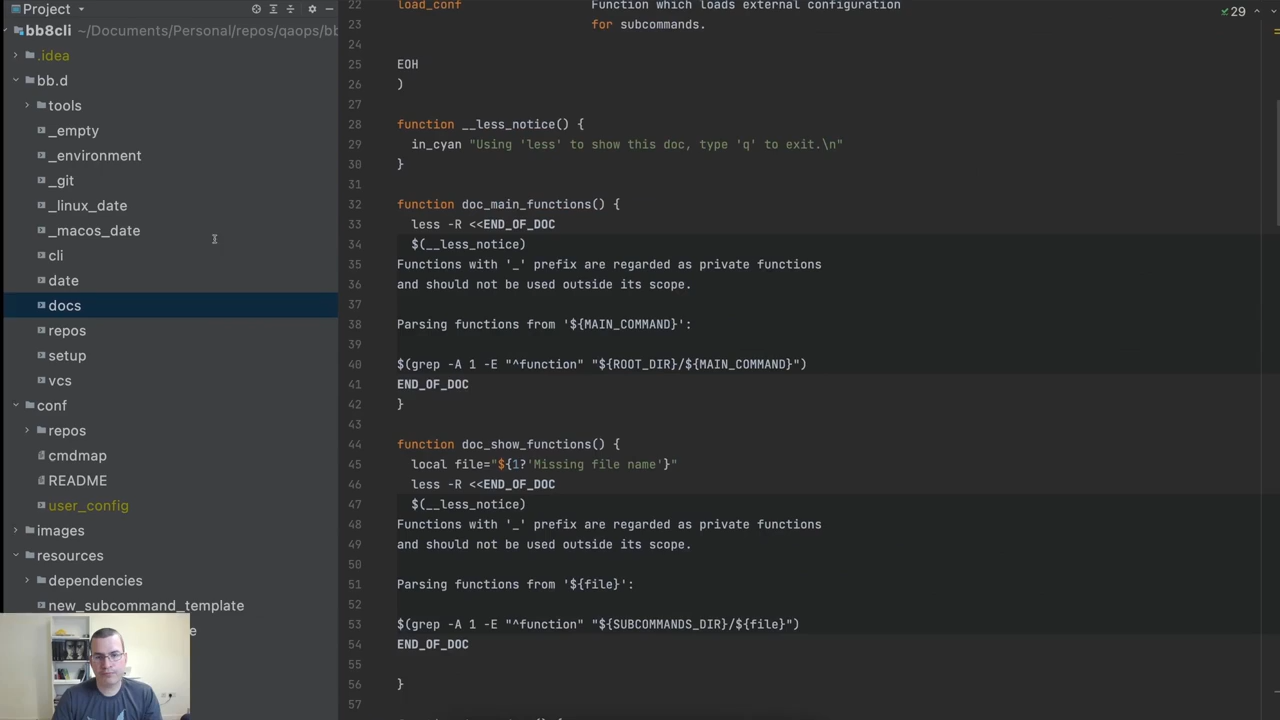 Project
bb8cli ~/Documents/Personal/repos/qaops/bb
.idea
bb.d
tools
_empty
_environment
_git
_linux_date
_macos_date
cli
date
docs
repos
setup
vcs
conf
repos
cmdmap
README
user_config
images
resources
dependencies
new_subcommand_template
29
22 load_conf Function which loads external configuration
23 for subcommands.
24
25 EOH
26 )
27
28 function __less_notice() {
29 in_cyan "Using 'less' to show this doc, type 'q' to exit.\n"
30 }
31
32 function doc_main_functions() {
33 less -R <<END_OF_DOC
34 $(__less_notice)
35 Functions with '_' prefix are regarded as private functions
36 and should not be used outside its scope.
37
38 Parsing functions from '${MAIN_COMMAND}':
39
40 $(grep -A 1 -E "^function" "${ROOT_DIR}/${MAIN_COMMAND}")
41 END_OF_DOC
42 }
43
44 function doc_show_functions() {
45 local file="${1?'Missing file name'}"
46 less -R <<END_OF_DOC
47 $(__less_notice)
48 Functions with '_' prefix are regarded as private functions
49 and should not be used outside its scope.
50
51 Parsing functions from '${file}':
52
53 $(grep -A 1 -E "^function" "${SUBCOMMANDS_DIR}/${file}")
54 END_OF_DOC
55
56 }
57